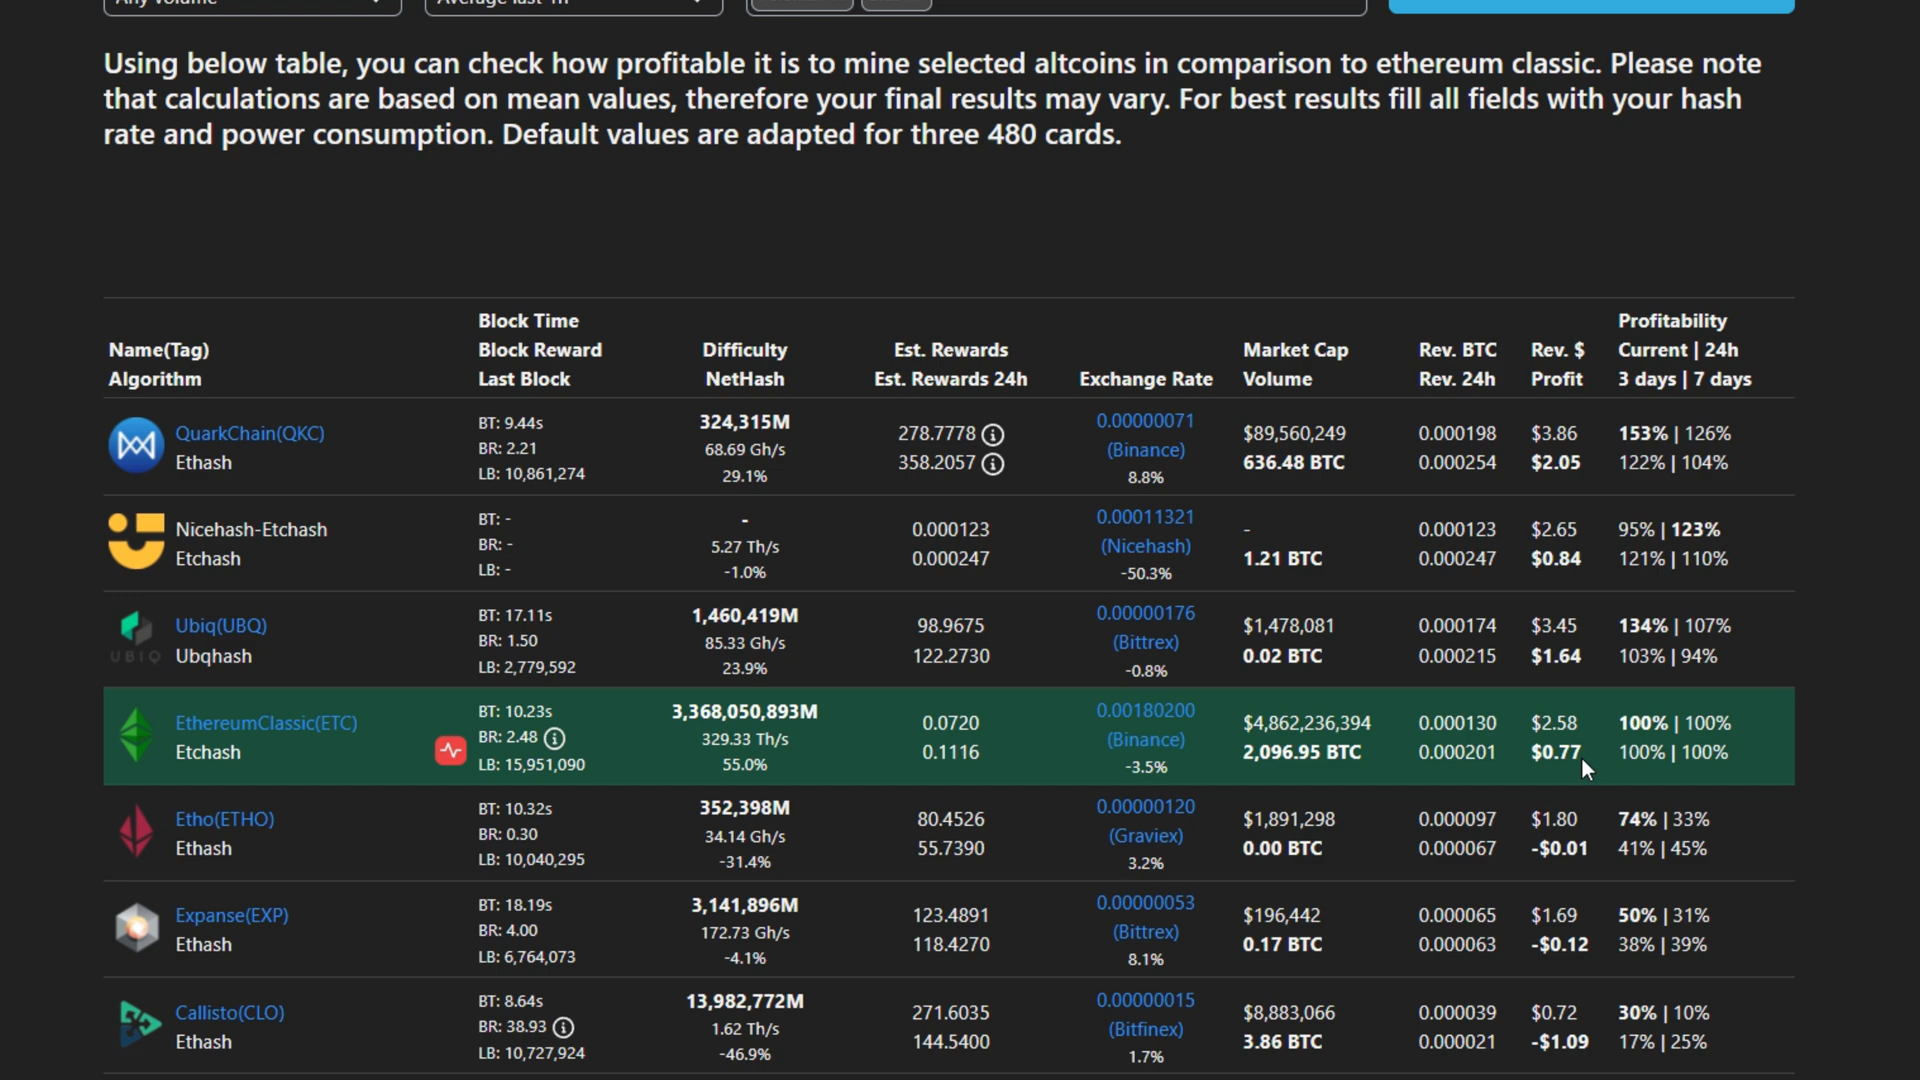 Any volume
Average last 1h
Using below table, you can check how profitable it is to mine selected altcoins in comparison to ethereum classic. Please note
that calculations are based on mean values, therefore your final results may vary. For best results fill all fields with your hash
rate and power consumption. Default values are adapted for three 480 cards.
Name(Tag)
Algorithm
Block Time
Block Reward
Last Block
Difficulty
NetHash
Est. Rewards
Est. Rewards 24h
Exchange Rate
Market Cap
Volume
Rev. BTC
Rev. 24h
Rev. $
Profit
Profitability
Current | 24h
3 days | 7 days
QuarkChain(QKC)
Ethash
BT: 9.44s
BR: 2.21
LB: 10,861,274
324,315M
68.69 Gh/s
29.1%
278.7778
358.2057
0.00000071
(Binance)
8.8%
$89,560,249
636.48 BTC
0.000198
0.000254
$3.86
$2.05
153% | 126%
122% | 104%
Nicehash-Etchash
Etchash
BT: -
BR: -
LB: -
-
5.27 Th/s
-1.0%
0.000123
0.000247
0.00011321
(Nicehash)
-50.3%
-
1.21 BTC
0.000123
0.000247
$2.65
$0.84
95% | 123%
121% | 110%
UBIQ
Ubiq(UBQ)
Ubqhash
BT: 17.11s
BR: 1.50
LB: 2,779,592
1,460,419M
85.33 Gh/s
23.9%
98.9675
122.2730
0.00000176
(Bittrex)
-0.8%
$1,478,081
0.02 BTC
0.000174
0.000215
$3.45
$1.64
134% | 107%
103% | 94%
EthereumClassic(ETC)
Etchash
BT: 10.23s
BR: 2.48
LB: 15,951,090
3,368,050,893M
329.33 Th/s
55.0%
0.0720
0.1116
0.00180200
(Binance)
-3.5%
$4,862,236,394
2,096.95 BTC
0.000130
0.000201
$2.58
$0.77
100% | 100%
100% | 100%
Etho(ETHO)
Ethash
BT: 10.32s
BR: 0.30
LB: 10,040,295
352,398M
34.14 Gh/s
-31.4%
80.4526
55.7390
0.00000120
(Graviex)
3.2%
$1,891,298
0.00 BTC
0.000097
0.000067
$1.80
-$0.01
74% | 33%
41% | 45%
Expanse(EXP)
Ethash
BT: 18.19s
BR: 4.00
LB: 6,764,073
3,141,896M
172.73 Gh/s
-4.1%
123.4891
118.4270
0.00000053
(Bittrex)
8.1%
$196,442
0.17 BTC
0.000065
0.000063
$1.69
-$0.12
50% | 31%
38% | 39%
Callisto(CLO)
Ethash
BT: 8.64s
BR: 38.93
LB: 10,727,924
13,982,772M
1.62 Th/s
-46.9%
271.6035
144.5400
0.00000015
(Bitfinex)
1.7%
$8,883,066
3.86 BTC
0.000039
0.000021
$0.72
-$1.09
30% | 10%
17% | 25%